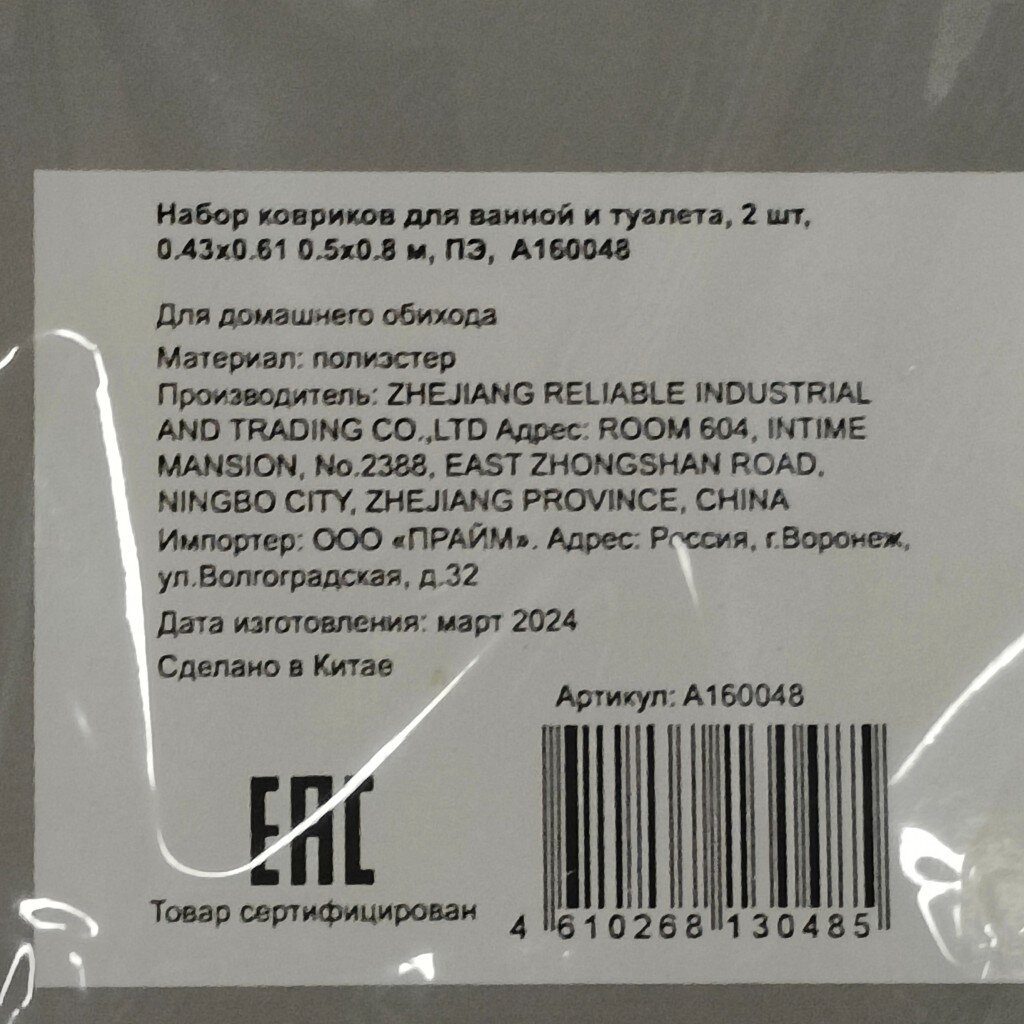 Набор ковриков для ванной и туалета, 2 шт,
0.43х0.61 0.5х0.8 м, ПЭ, А160048
Для домашнего обихода
Материал: полиэстер
Производитель: ZHEJIANG RELIABLE INDUSTRIAL
AND TRADING CO.,LTD Адрес: ROOM 604, INTIME
MANSION, No.2388, EAST ZHONGSHAN ROAD,
NINGBO CITY, ZHEJIANG PROVINCE, CHINA
Импортер: ООО «ПРАЙМ». Адрес: Россия, г.Воронеж,
ул.Волгоградская, д.32
Дата изготовления: март 2024
Сделано в Китае
Артикул: А160048
EAC
Товар сертифицирован
4 610268 130485